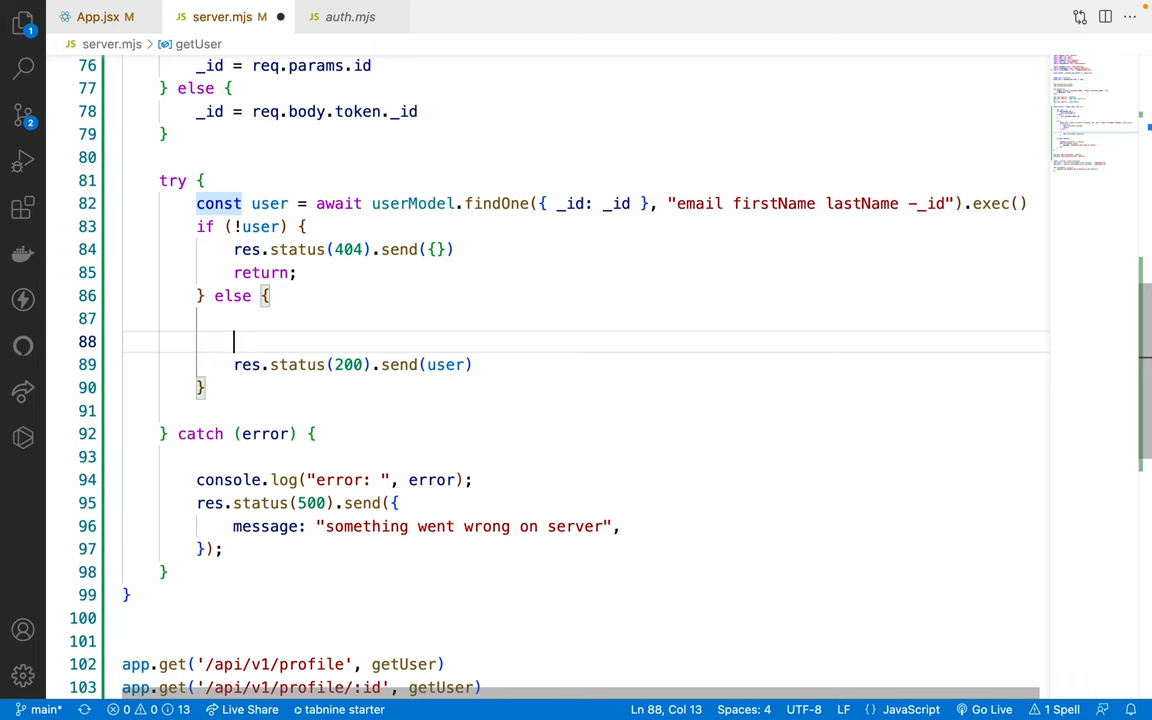 App.jsx M
JS server.mjs M
JS auth.mjs
JS server.mjs > getUser
76 _id = req.params.id
77 } else {
78 _id = req.body.token._id
79 }
80
81 try {
82 const user = await userModel.findOne({ _id: _id }, "email firstName lastName -_id").exec()
83 if (!user) {
84 res.status(404).send({})
85 return;
86 } else {
87
88
89 res.status(200).send(user)
90 }
91
92 } catch (error) {
93
94 console.log("error: ", error);
95 res.status(500).send({
96 message: "something went wrong on server",
97 });
98 }
99 }
100
101
102 app.get('/api/v1/profile', getUser)
103 app.get('/api/v1/profile/:id', getUser)
1
2
main* 0 0 13 Live Share tabnine starter Ln 88, Col 13 Spaces: 4 UTF-8 LF {} JavaScript Go Live 1 Spell